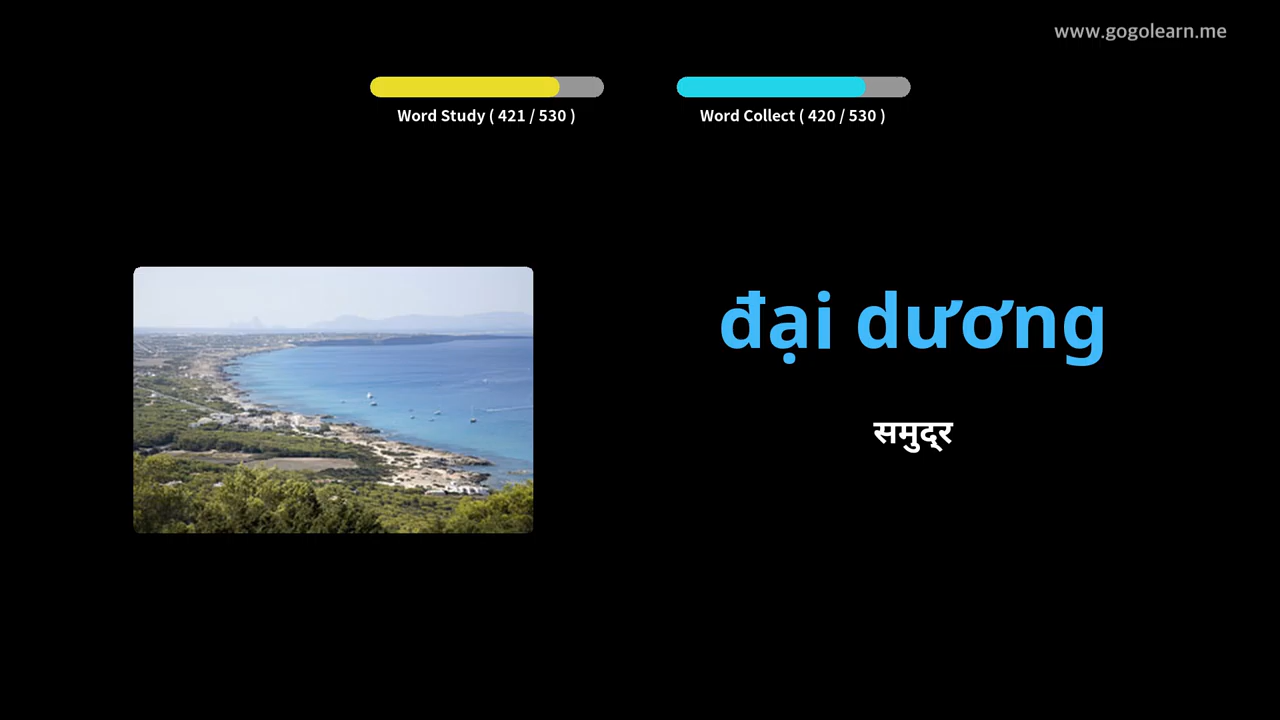 www.gogolearn.me
Word Study ( 421 / 530 )
Word Collect ( 420 / 530 )
đại dương
समुद्र